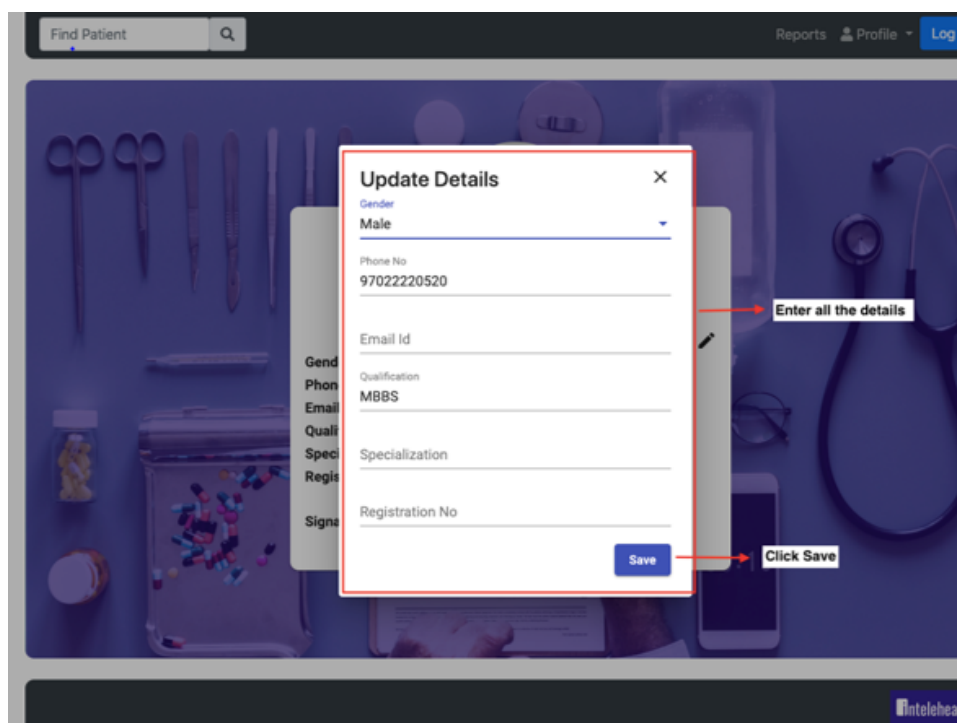 Find Patient
Reports Profile Log
Update Details
Gender
Male
Phone No
97022220520
Enter all the details
Email Id
Gend
Qualification
Phon
MBBS
Email
Quali
Speci
Specialization
Regis
Registration No
Signa
Save
Click Save
intelehea